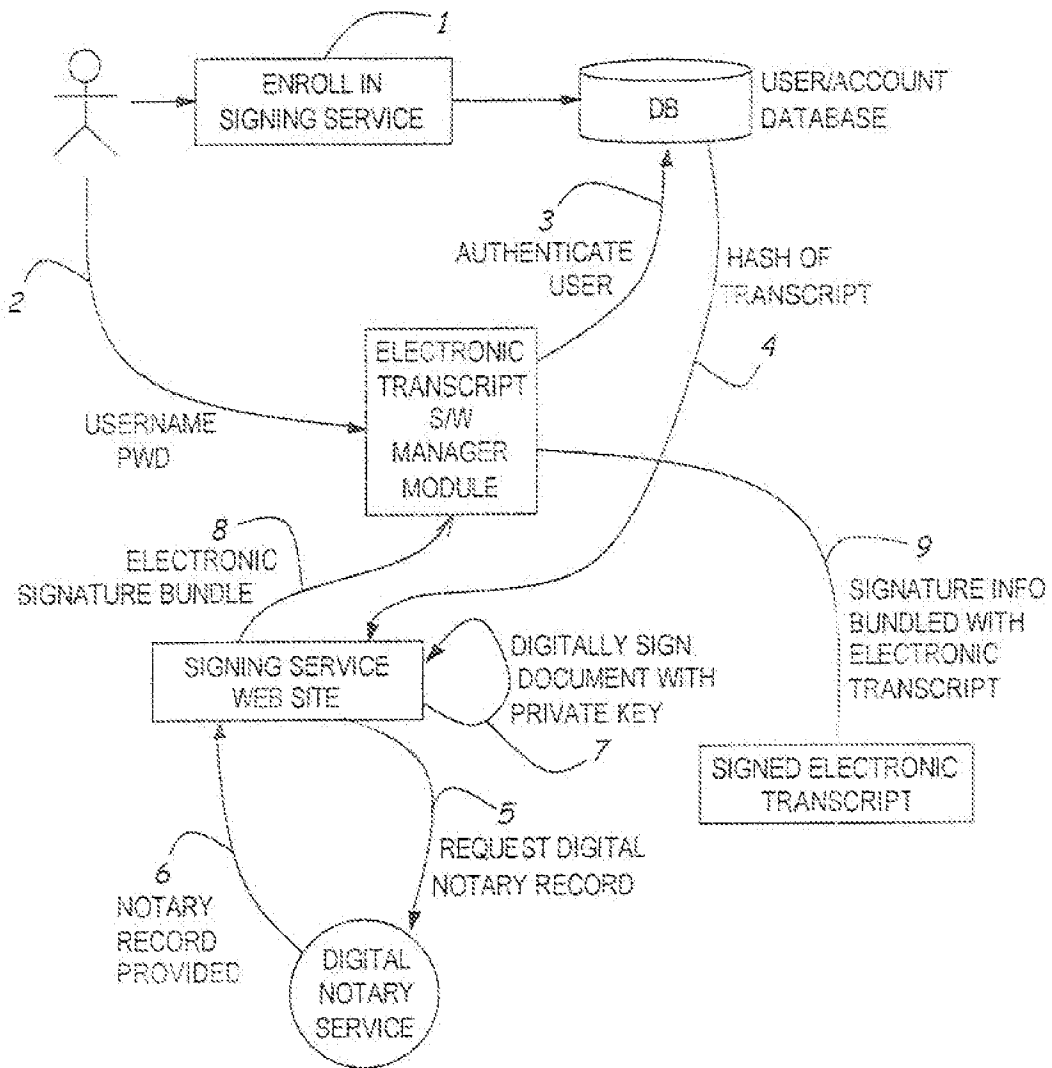 1
ENROLL IN
SIGNING SERVICE
DB
USER/ACCOUNT
DATABASE
2
USERNAME
PWD
3
AUTHENTICATE
USER
HASH OF
TRANSCRIPT
4
ELECTRONIC
TRANSCRIPT
S/W
MANAGER
MODULE
8
ELECTRONIC
SIGNATURE BUNDLE
9
SIGNATURE INFO
BUNDLED WITH
ELECTRONIC
TRANSCRIPT
SIGNING SERVICE
WEB SITE
DIGITALLY SIGN
DOCUMENT WITH
PRIVATE KEY
7
SIGNED ELECTRONIC
TRANSCRIPT
5
REQUEST DIGITAL
NOTARY RECORD
6
NOTARY
RECORD
PROVIDED
DIGITAL
NOTARY
SERVICE